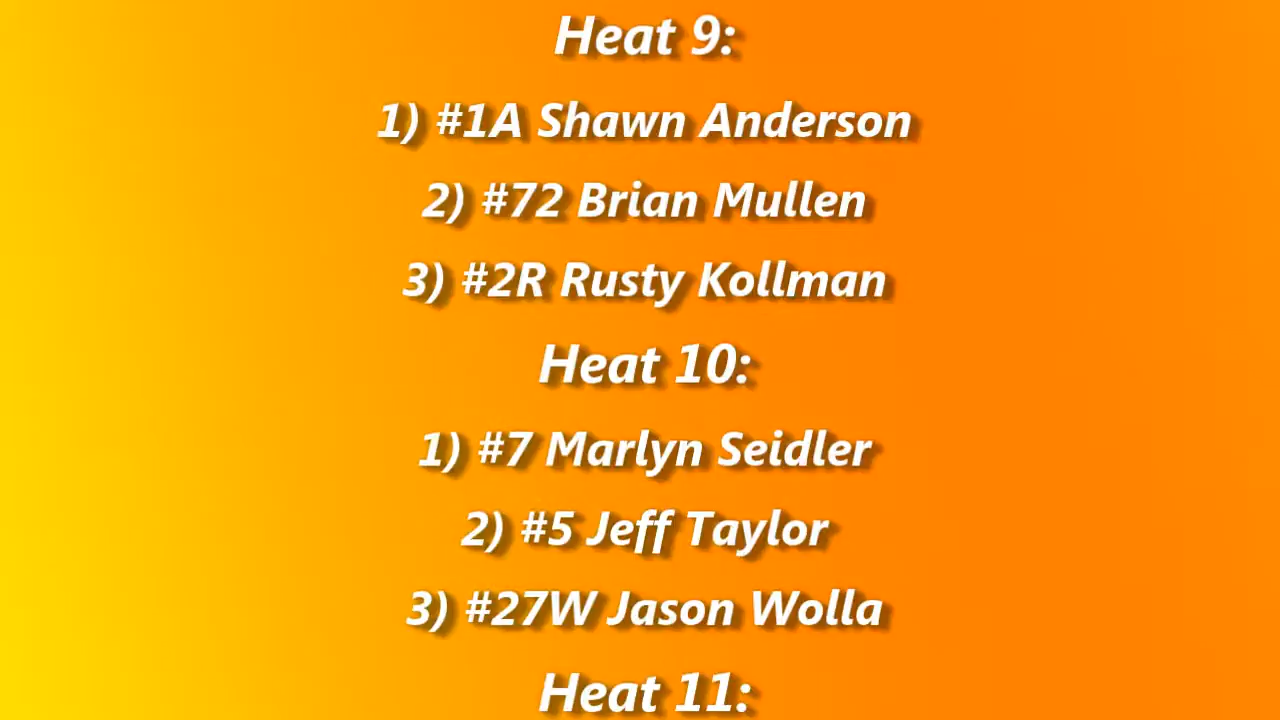 Heat 9:
1) #1A Shawn Anderson
2) #72 Brian Mullen
3) #2R Rusty Kollman
Heat 10:
1) #7 Marlyn Seidler
2) #5 Jeff Taylor
3) #27W Jason Wolla
Heat 11: